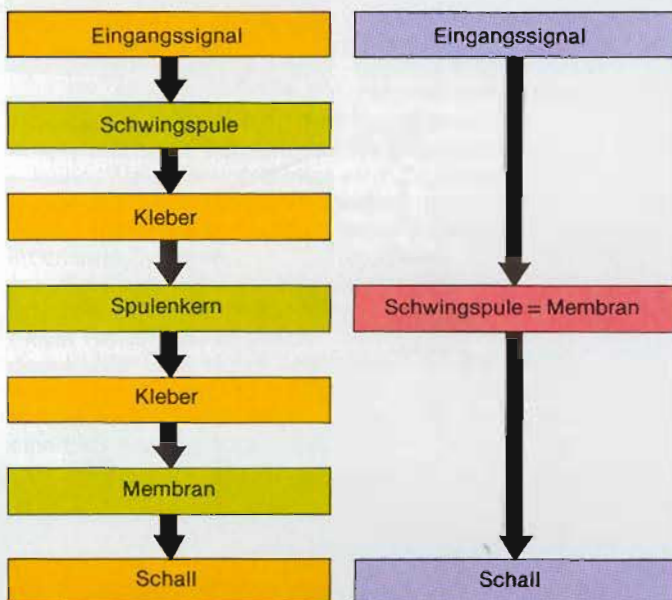 Eingangssignal
Schwingspule
Kleber
Spulenkern
Kleber
Membran
Schall
Eingangssignal
Schwingspule = Membran
Schall